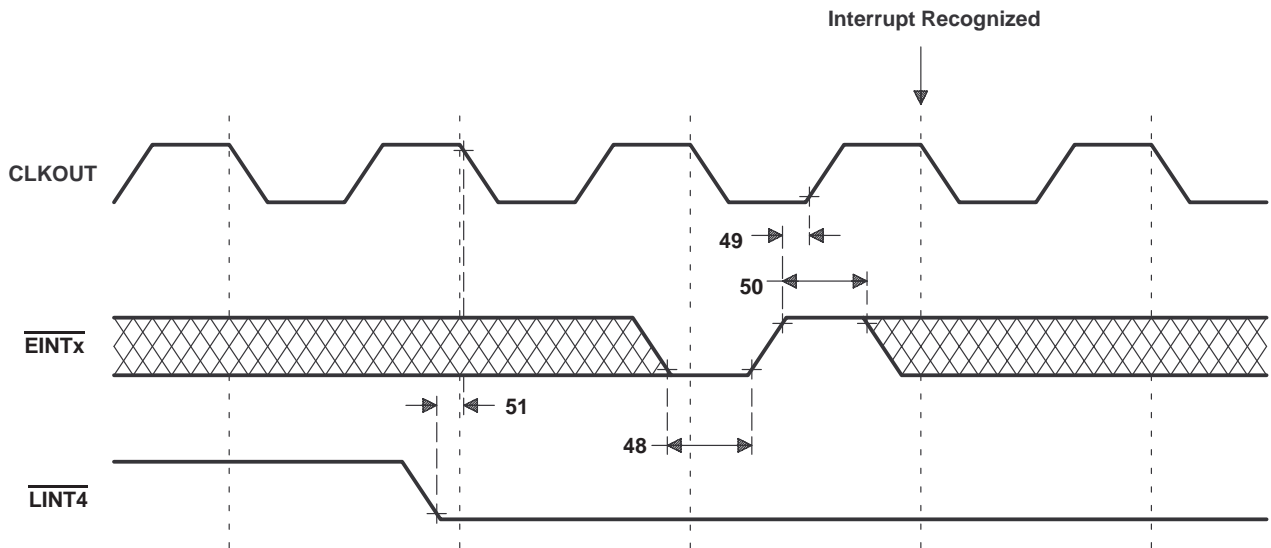 Interrupt Recognized
CLKOUT
49
50
EINTx
51
48
LINT4